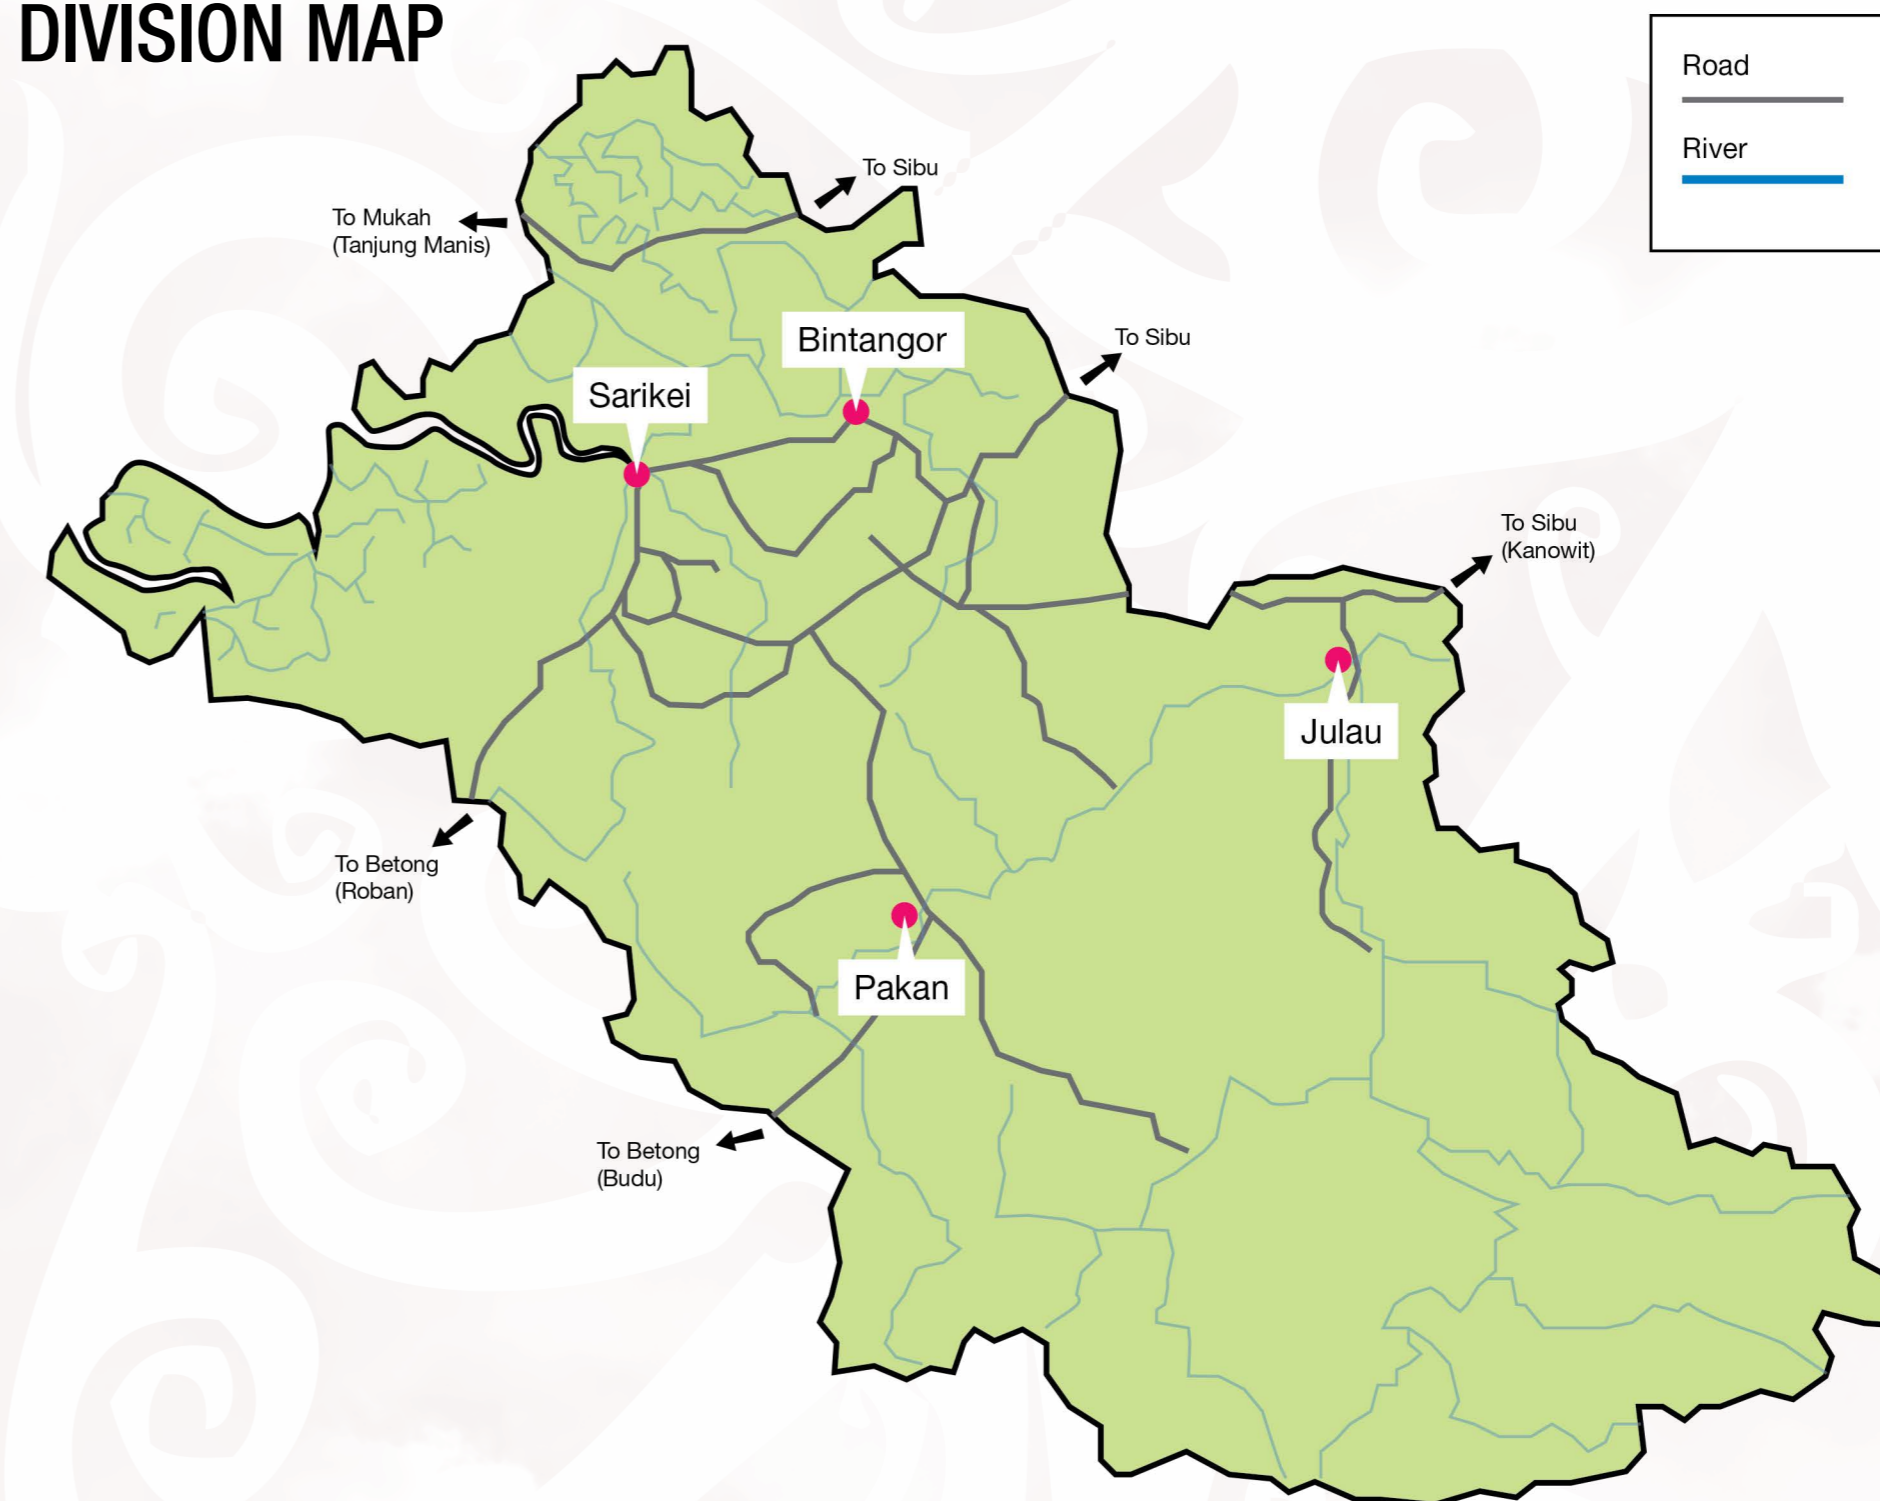 DIVISION MAP
Road
River
To Sibu
To Mukah
(Tanjung Manis)
Bintangor
To Sibu
Sarikei
To Sibu
(Kanowit)
Julau
To Betong
(Roban)
Pakan
To Betong
(Budu)